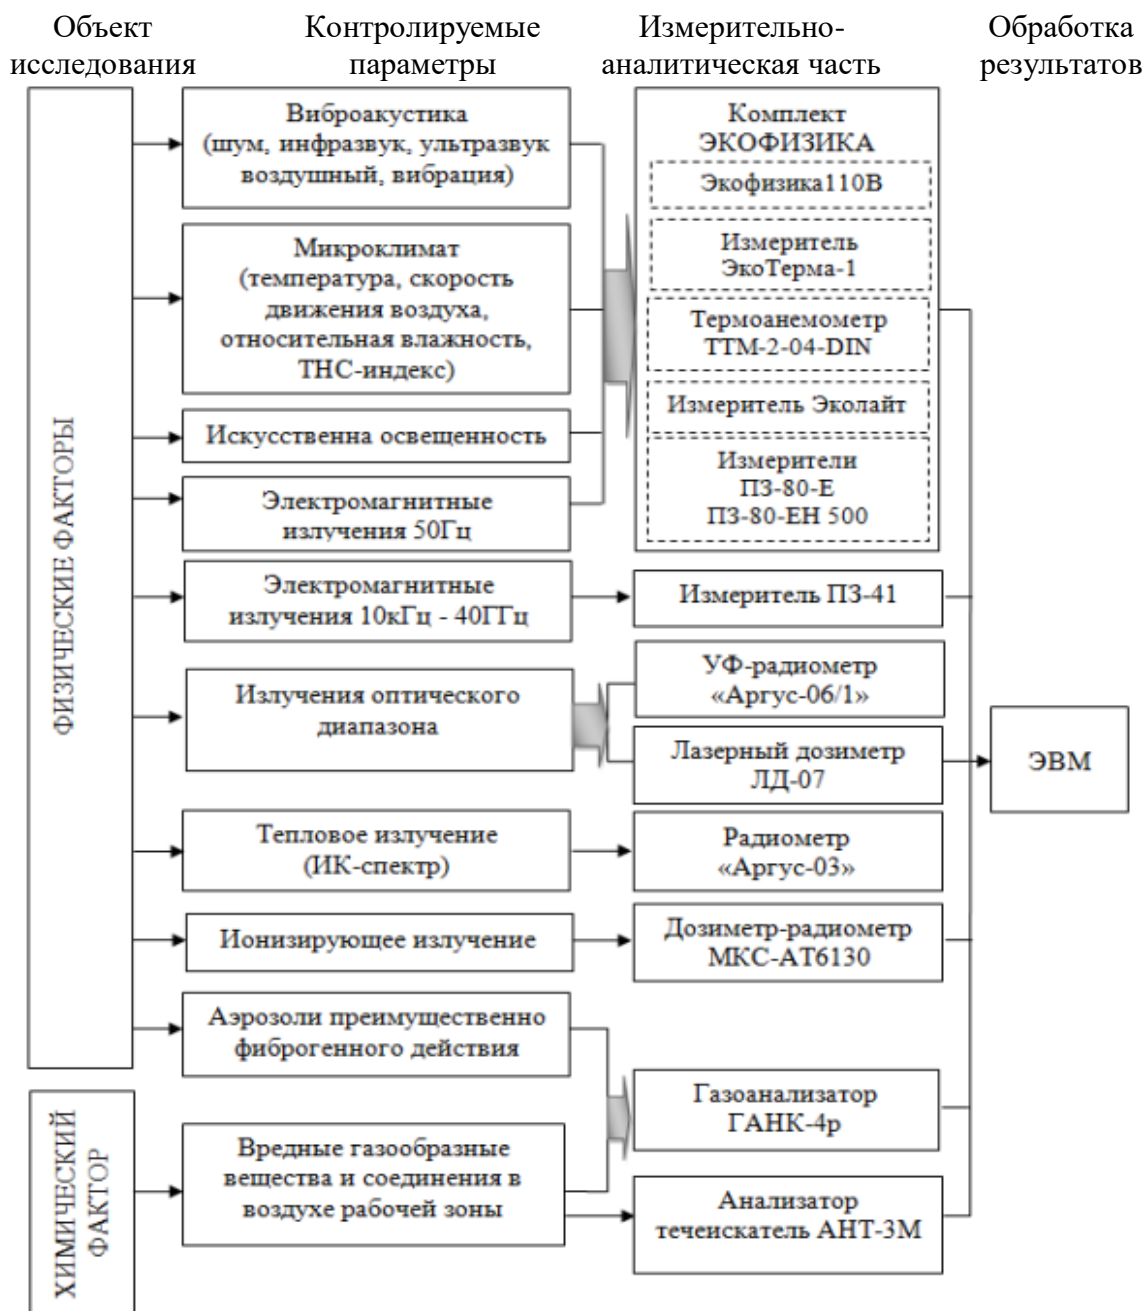 Объект
исследования
Контролируемые
параметры
Измерительно-
аналитическая часть
Обработка
результатов
ФИЗИЧЕСКИЕ ФАКТОРЫ
Виброакустика
(шум, инфразвук, ультразвук
воздушный, вибрация)
Микроклимат
(температура, скорость
движения воздуха,
относительная влажность,
ТНС-индекс)
Искусственна освещенность
Электромагнитные
излучения 50Гц
Электромагнитные
излучения 10кГц - 40ГГц
Излучения оптического
диапазона
Тепловое излучение
(ИК-спектр)
Ионизирующее излучение
Аэрозоли преимущественно
фиброгенного действия
ХИМИЧЕСКИЙ
ФАКТОР
Вредные газообразные
вещества и соединения в
воздухе рабочей зоны
Комплект
ЭКОФИЗИКА
Экофизика110В
Измеритель
ЭкоТерма-1
Термоанемометр
ТТМ-2-04-DIN
Измеритель Эколайт
Измерители
ПЗ-80-Е
ПЗ-80-ЕН 500
Измеритель ПЗ-41
УФ-радиометр
«Аргус-06/1»
Лазерный дозиметр
ЛД-07
Радиометр
«Аргус-03»
Дозиметр-радиометр
МКС-АТ6130
Газоанализатор
ГАНК-4р
Анализатор
течеискатель АНТ-3М
ЭВМ